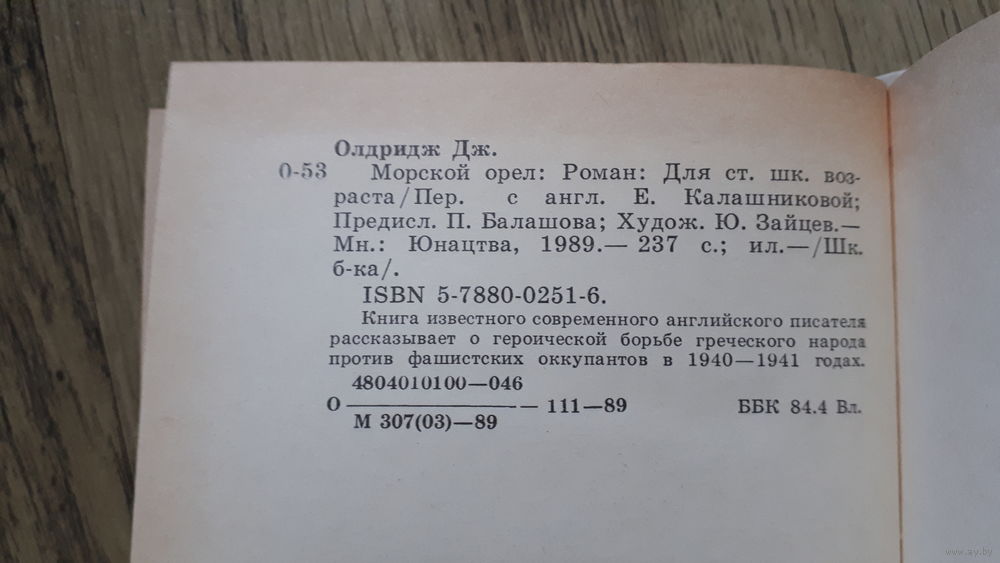 Олдридж Дж.
О-53 Морской орел: Роман: Для ст. шк. воз-
раста/Пер. с англ. Е. Калашниковой;
Предисл. П. Балашова; Худож. Ю. Зайцев.—
Мн.: Юнацтва, 1989.— 237 с.; ил.—/Шк.
б-ка/.
ISBN 5-7880-0251-6.
Книга известного современного английского писателя
рассказывает о героической борьбе греческого народа
против фашистских оккупантов в 1940—1941 годах.
4804010100—046
О — 111—89 ББК 84.4 Вл.
М 307(03)—89
www.ay.by